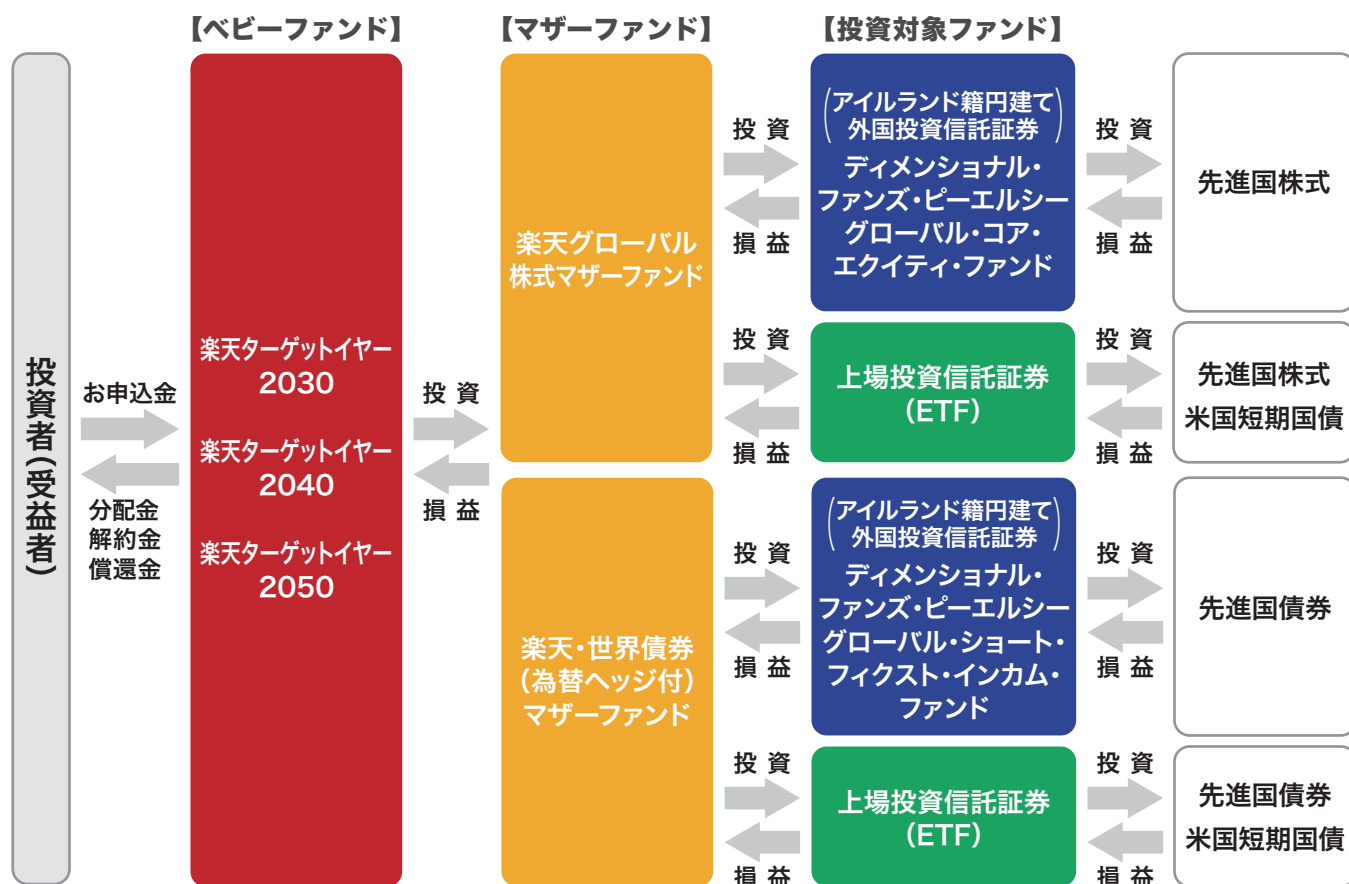 【ベビーファンド】
【マザーファンド】
【投資対象ファンド】
投資者(受益者)
お申込金
分配金
解約金
償還金
楽天ターゲットイヤー
2030
楽天ターゲットイヤー
2040
楽天ターゲットイヤー
2050
投資
損益
楽天グローバル
株式マザーファンド
投資
損益
(アイルランド籍円建て
外国投資信託証券)
ディメンショナル・
ファンズ・ピーエルシー
グローバル・コア・
エクイティ・ファンド
投資
損益
先進国株式
投資
損益
上場投資信託証券
(ETF)
投資
損益
先進国株式
米国短期国債
楽天・世界債券
(為替ヘッジ付)
マザーファンド
投資
損益
(アイルランド籍円建て
外国投資信託証券)
ディメンショナル・
ファンズ・ピーエルシー
グローバル・ショート・
フィクスト・インカム・
ファンド
投資
損益
先進国債券
投資
損益
上場投資信託証券
(ETF)
投資
損益
先進国債券
米国短期国債